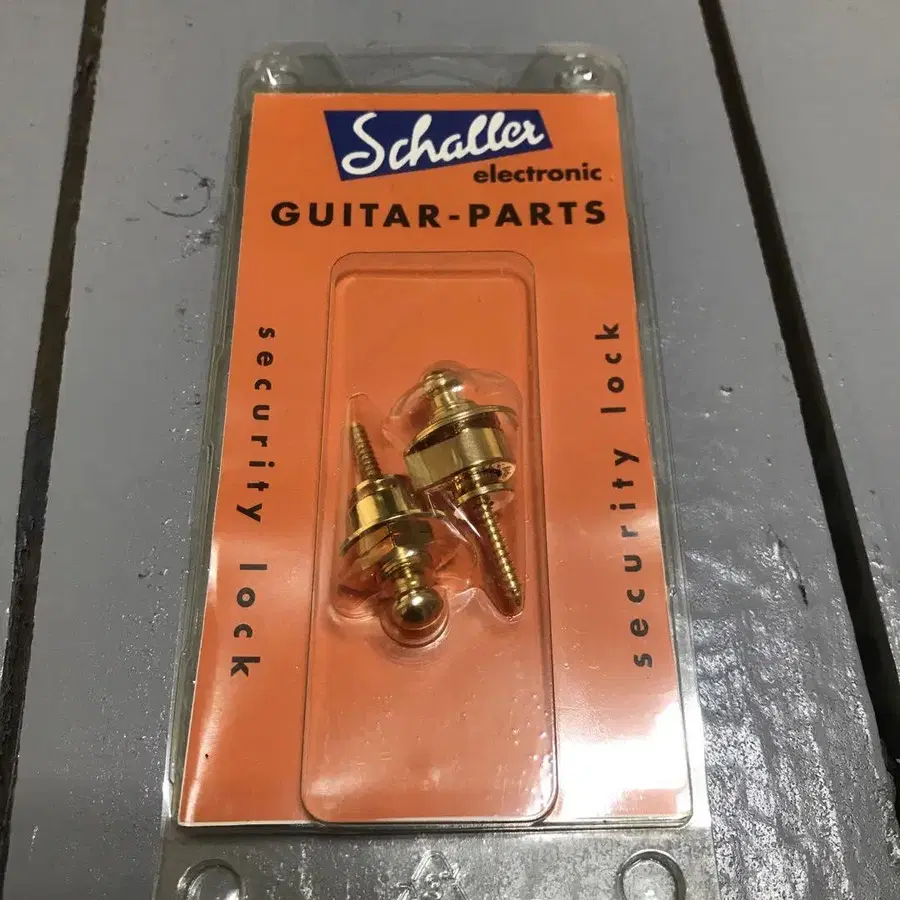 Schaller
electronic
GUITAR-PARTS
security lock
security lock